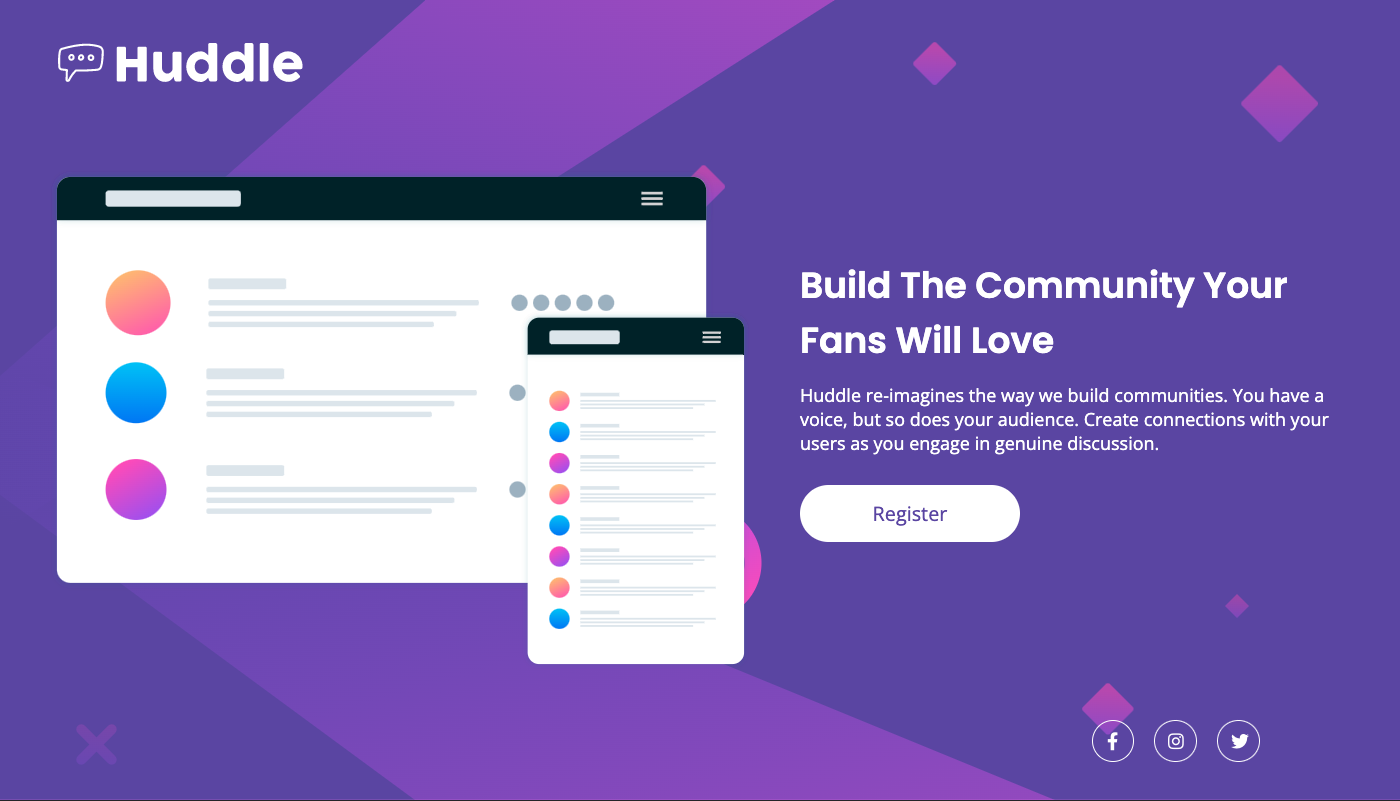 Huddle
Build The Community Your
Fans Will Love
Huddle re-imagines the way we build communities. You have a
voice, but so does your audience. Create connections with your
users as you engage in genuine discussion.
Register